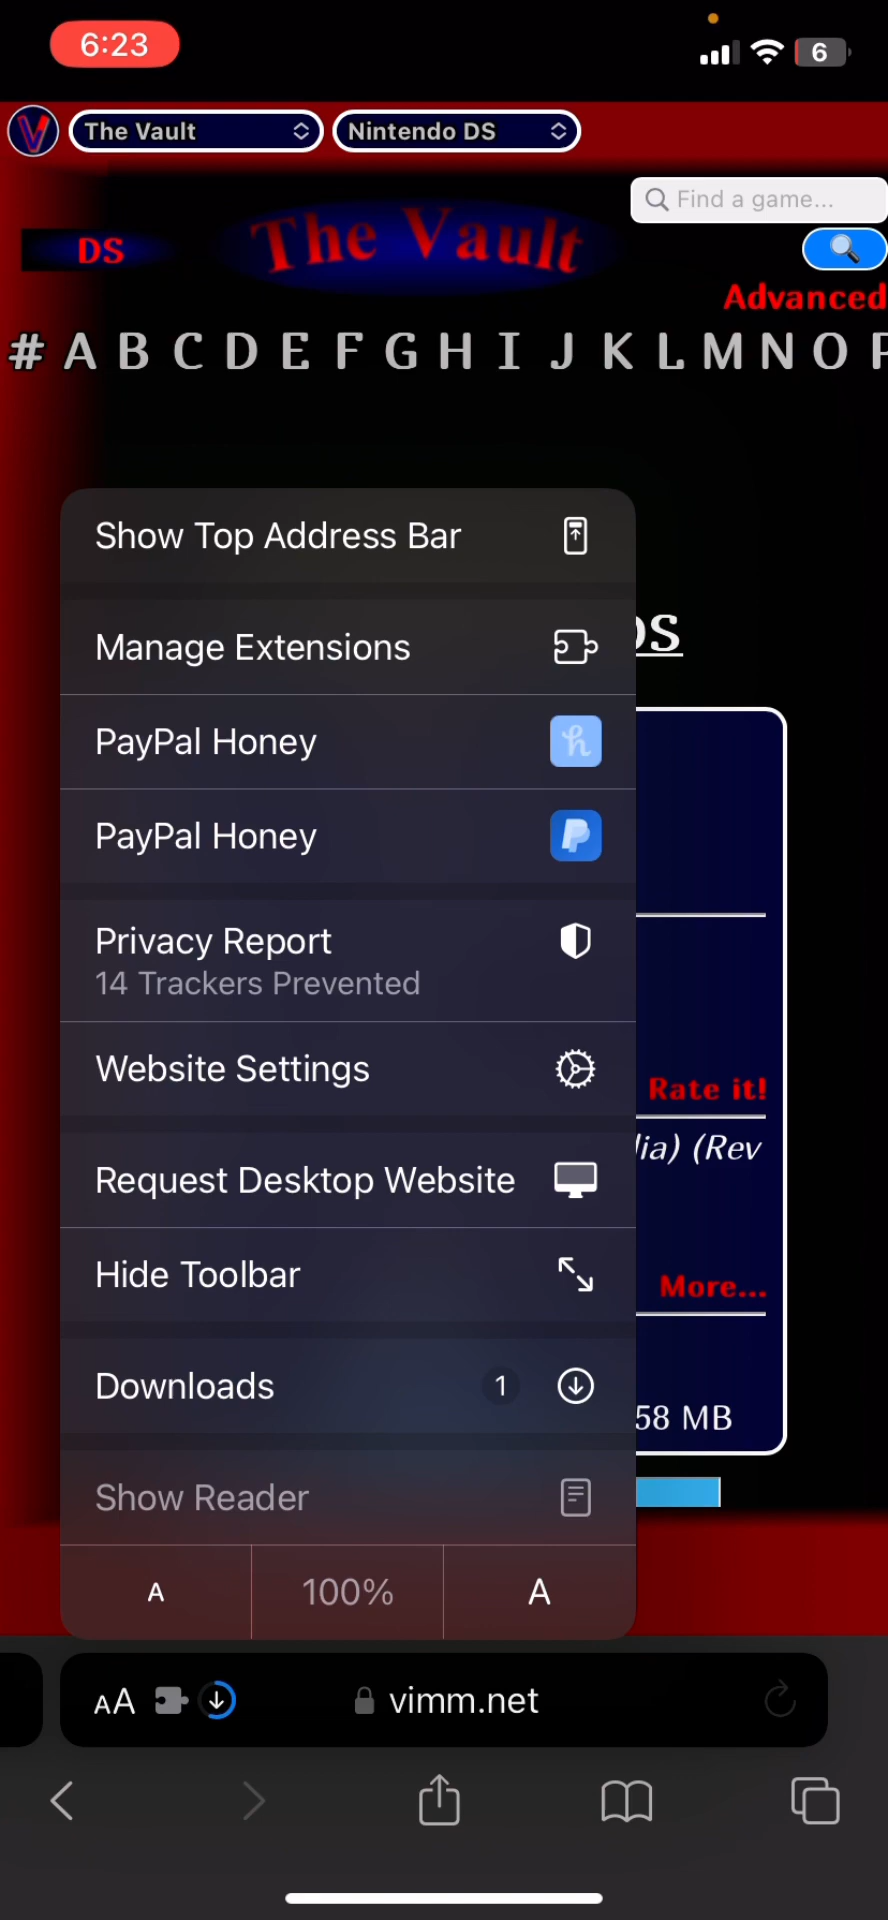 6:23
6
The Vault
Nintendo DS
Find a game...
DS
The Vault
Advanced
# A B C D E F G H I J K L M N O P
Show Top Address Bar
Manage Extensions
DS
PayPal Honey
PayPal Honey
Privacy Report
14 Trackers Prevented
Website Settings
Rate it!
lia) (Rev
Request Desktop Website
Hide Toolbar
More...
Downloads 1
58 MB
Show Reader
A 100% A
AA vimm.net